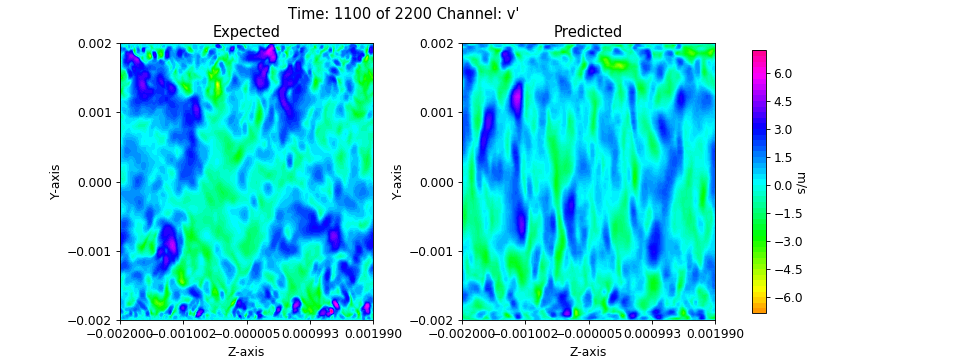 Time: 1100 of 2200 Channel: v'
Expected
Predicted
0.002
0.001
0.000
−0.001
−0.002
Y-axis
−0.002000 −0.001002 −0.000005 0.000993 0.001990
Z-axis
0.002
0.001
0.000
−0.001
−0.002
Y-axis
−0.002000 −0.001002 −0.000005 0.000993 0.001990
Z-axis
6.0
4.5
3.0
1.5
0.0
−1.5
−3.0
−4.5
−6.0
m/s